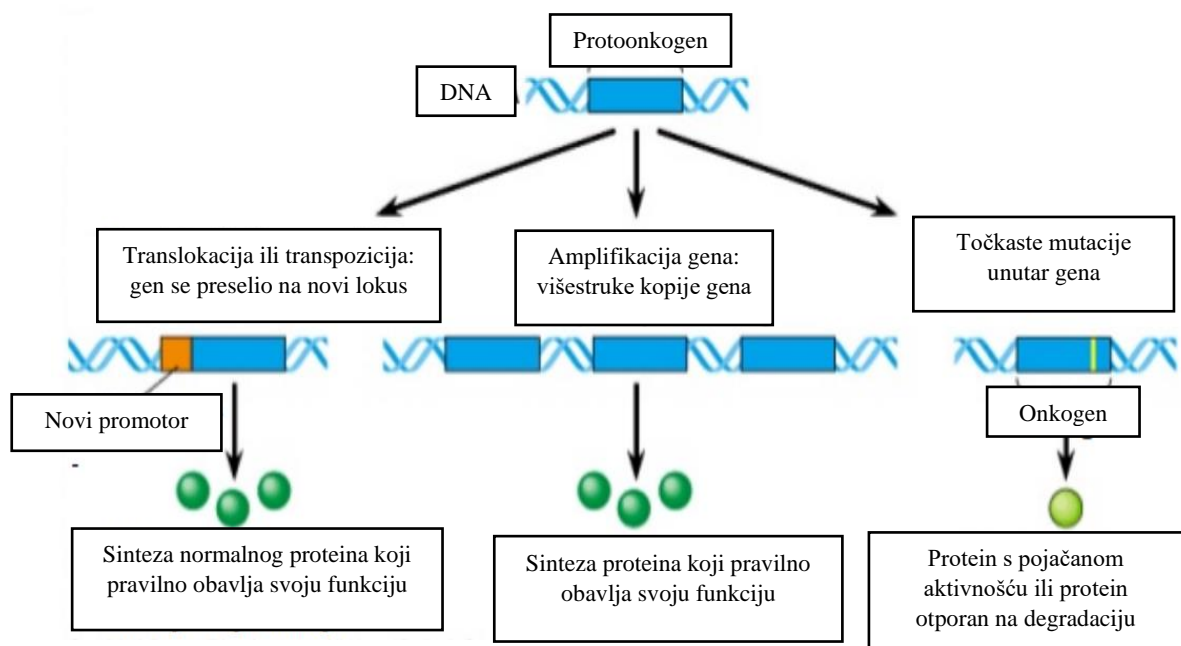 Protoonkogen
DNA
Translokacija ili transpozicija:
gen se preselio na novi lokus
Amplifikacija gena:
višestruke kopije gena
Točkaste mutacije
unutar gena
Novi promotor
Onkogen
Sinteza normalnog proteina koji
pravilno obavlja svoju funkciju
Sinteza proteina koji pravilno
obavlja svoju funkciju
Protein s pojačanom
aktivnošću ili protein
otporan na degradaciju